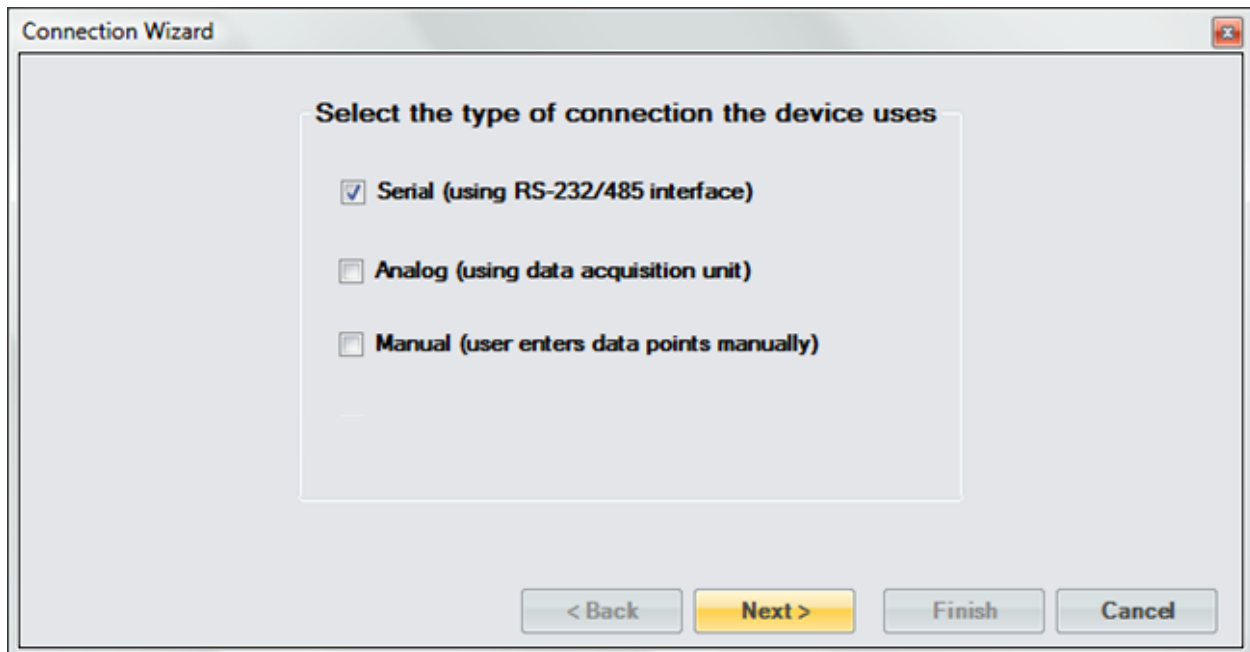 Connection Wizard
Select the type of connection the device uses
Serial (using RS-232/485 interface)
Analog (using data acquisition unit)
Manual (user enters data points manually)
< Back Next > Finish Cancel